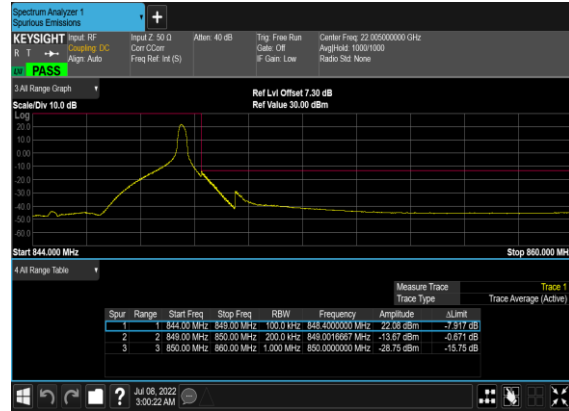 Spectrum Analyzer 1
Spurious Emissions
KEYSIGHT Input: RF Input Z: 50 Ω Atten: 40 dB Trig: Free Run Center Freq: 22.005000000 GHz
R T Coupling: DC Corr CCorr Gate: Off Avg|Hold: 1000/1000
Align: Auto Freq Ref: Int (S) IF Gain: Low Radio Std: None
LM PASS
3 All Range Graph
Ref Lvl Offset 7.30 dB
Scale/Div 10.0 dB Ref Value 30.00 dBm
Log
20.0
10.0
0.00
-10.0
-20.0
-30.0
-40.0
-50.0
-60.0
Start 844.000 MHz Stop 860.000 MH
4 All Range Table
Measure Trace Trace 1
Trace Type Trace Average (Active)
Spur Range Start Freq Stop Freq RBW Frequency Amplitude ΔLimit
1 1 844.00 MHz 849.00 MHz 100.0 kHz 848.4000000 MHz 22.08 dBm -7.917 dB
2 2 849.00 MHz 850.00 MHz 200.0 kHz 849.0016667 MHz -13.67 dBm -0.671 dB
3 3 850.00 MHz 860.00 MHz 1.000 MHz 850.0000000 MHz -28.75 dBm -15.75 dB
? Jul 08, 2022
3:00:22 AM